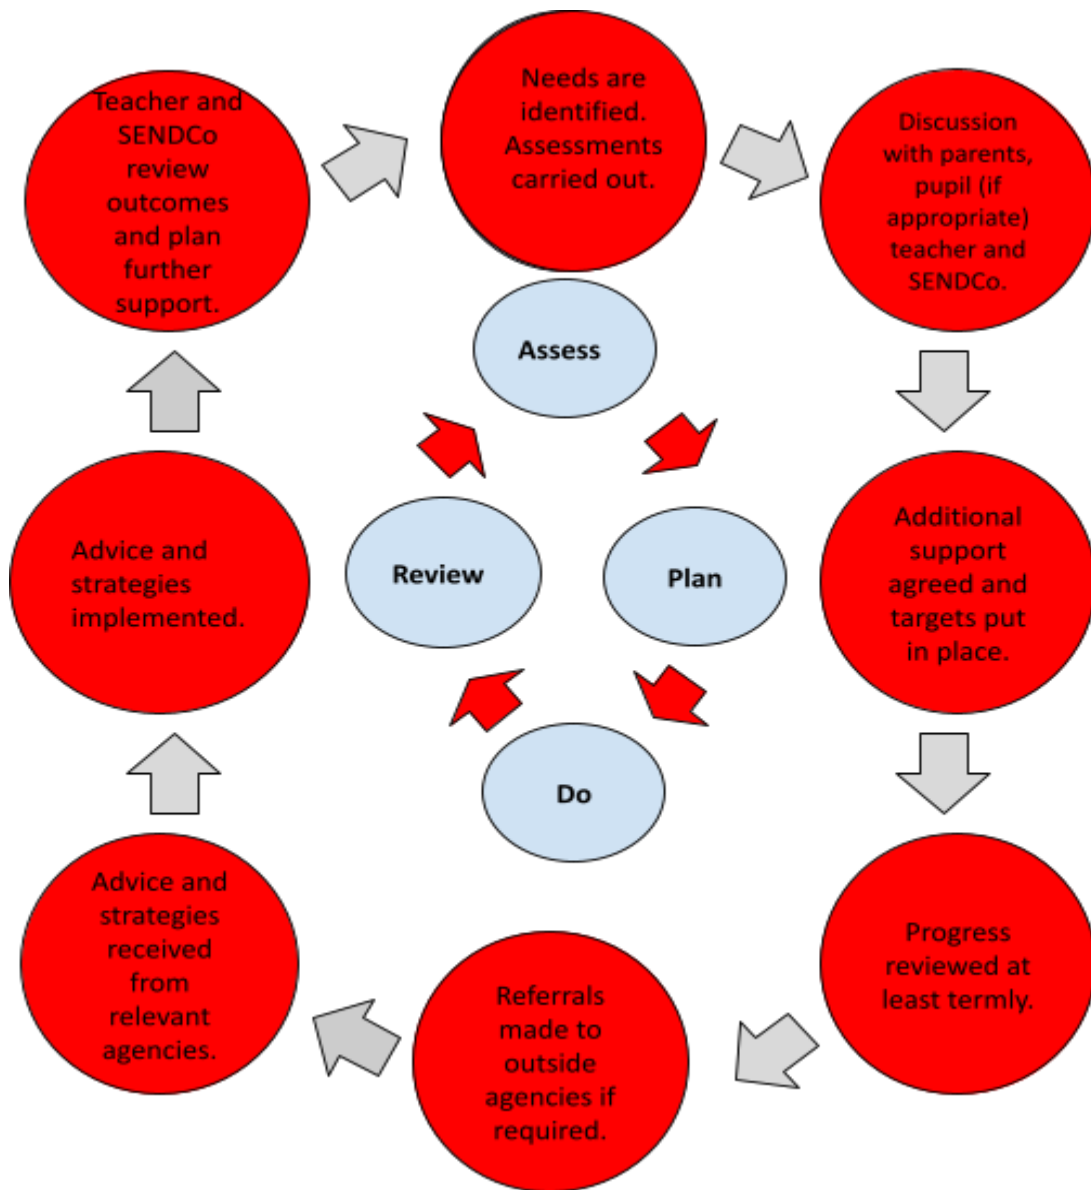 Needs are
identified.
Assessments
carried out.
Discussion
with parents,
pupil (if
appropriate)
teacher and
SENDCo.
Additional
support
agreed and
targets put
in place.
Progress
reviewed at
least termly.
Referrals
made to
outside
agencies if
required.
Advice and
strategies
received
from
relevant
agencies.
Advice and
strategies
implemented.
Teacher and
SENDCo
review
outcomes
and plan
further
support.
Assess
Plan
Do
Review